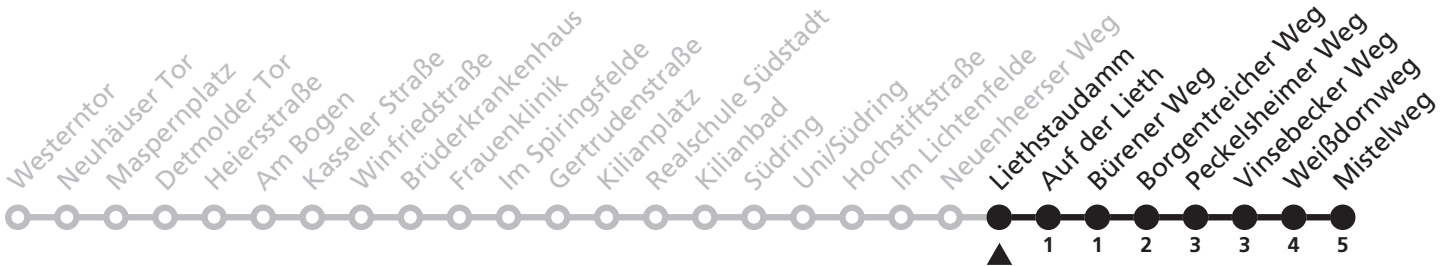 Westerntor
Neuhäuser Tor
Maspernplatz
Detmolder Tor
Heiersstraße
Am Bogen
Kasseler Straße
Winfriedstraße
Brüderkrankenhaus
Frauenklinik
Im Spiringsfelde
Gertrudenstraße
Kilianplatz
Realschule Südstadt
Kilianbad
Südring
Uni/Südring
Hochstiftstraße
Im Lichtenfelde
Neuenheerser Weg
Liethstaudamm
Auf der Lieth
Bürener Weg
Borgentreicher Weg
Peckelsheimer Weg
Vinsebecker Weg
Weißdornweg
Mistelweg
1 1 2 3 3 4 5